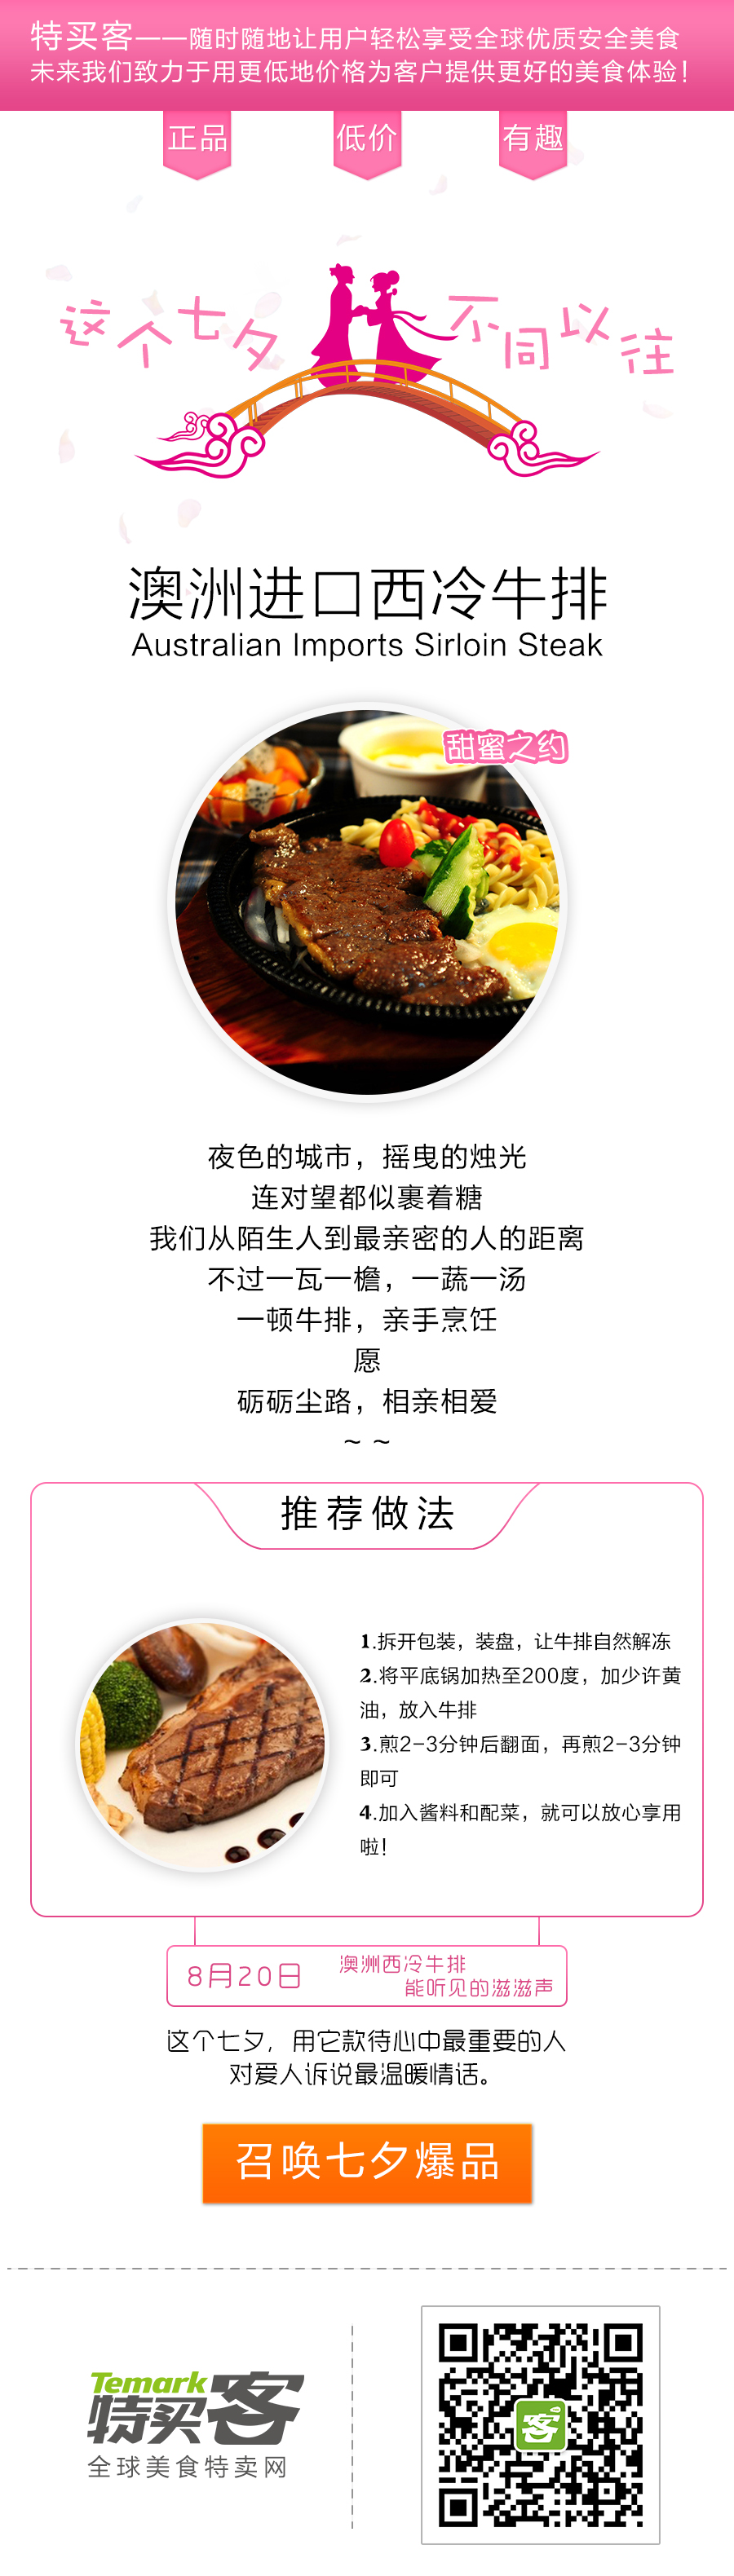 特买客——随时随地让用户轻松享受全球优质安全美食
未来我们致力于用更低地价格为客户提供更好的美食体验!
正品 低价 有趣
这个七夕 不同以往
澳洲进口西冷牛排
Australian Imports Sirloin Steak
甜蜜之约
夜色的城市，摇曳的烛光
连对望都似裹着糖
我们从陌生人到最亲密的人的距离
不过一瓦一檐，一蔬一汤
一顿牛排，亲手烹饪
愿
砺砺尘路，相亲相爱
~ ~
推荐做法
1.拆开包装，装盘，让牛排自然解冻
2.将平底锅加热至200度，加少许黄
油，放入牛排
3.煎2-3分钟后翻面，再煎2-3分钟
即可
4.加入酱料和配菜，就可以放心享用
啦!
8月20日
澳洲西冷牛排
能听见的滋滋声
这个七夕，用它款待心中最重要的人
对爱人诉说最温暖情话。
召唤七夕爆品
Temark
特买客
全球美食特卖网
客